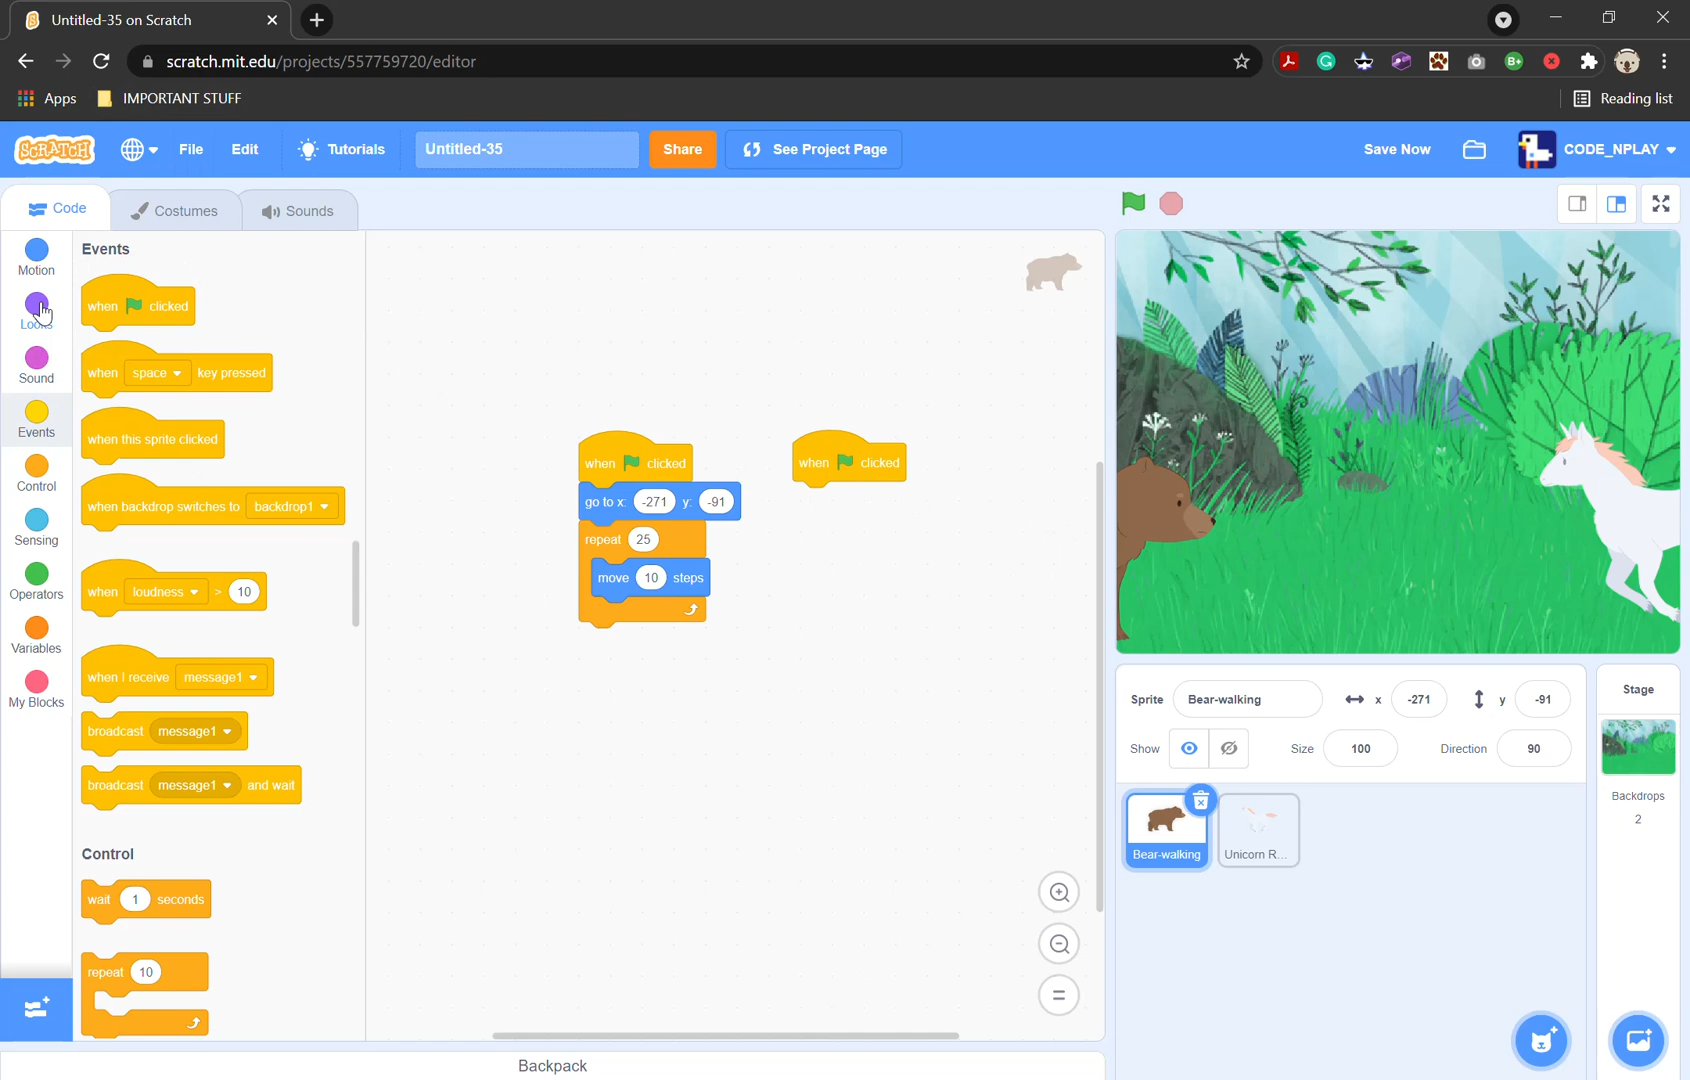 Untitled-35 on Scratch
scratch.mit.edu/projects/557759720/editor
Apps
IMPORTANT STUFF
Reading list
SCRATCH
File
Edit
Tutorials
Untitled-35
Share
See Project Page
Save Now
CODE_NPLAY
Code
Costumes
Sounds
Motion
Looks
Sound
Events
Control
Sensing
Operators
Variables
My Blocks
Events
when clicked
when space key pressed
when this sprite clicked
when backdrop switches to backdrop1
when loudness > 10
when I receive message1
broadcast message1
broadcast message1 and wait
Control
wait 1 seconds
repeat 10
when clicked
go to x: -271 y: -91
repeat 25
move 10 steps
when clicked
Backpack
Sprite Bear-walking x -271 y -91
Show Size 100 Direction 90
Bear-walking
Unicorn R...
Stage
Backdrops
2